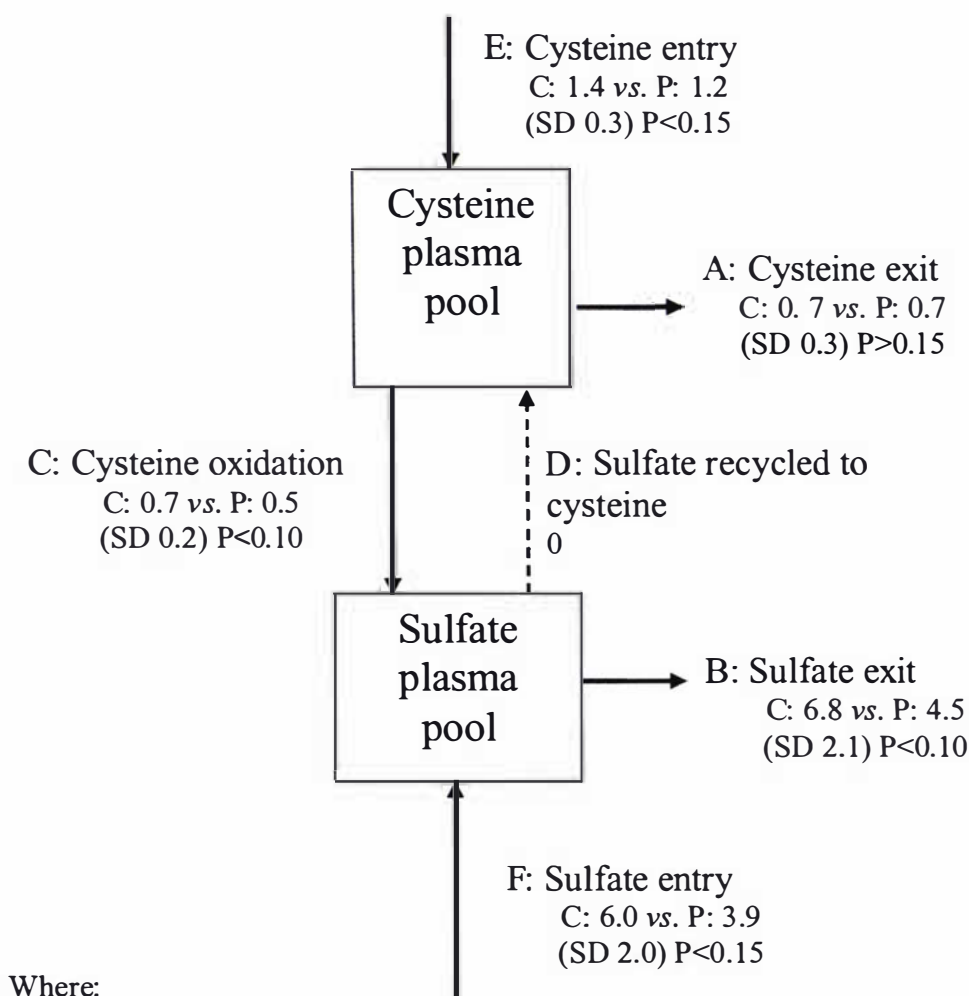 E: Cysteine entry
C: 1.4 vs. P: 1.2
(SD 0.3) P<0.15
Cysteine
plasma
pool
A: Cysteine exit
C: 0. 7 vs. P: 0.7
(SD 0.3) P>0.15
C: Cysteine oxidation
C: 0.7 vs. P: 0.5
(SD 0.2) P<0.10
D: Sulfate recycled to
cysteine
0
Sulfate
plasma
pool
B: Sulfate exit
C: 6.8 vs. P: 4.5
(SD 2.1) P<0.10
F: Sulfate entry
C: 6.0 vs. P: 3.9
(SD 2.0) P<0.15
Where: